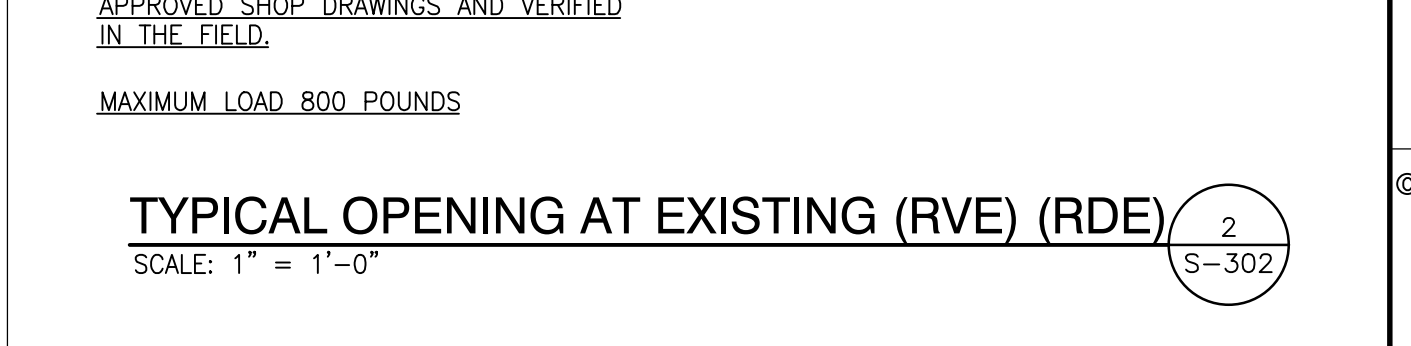 APPROVED SHOP DRAWINGS AND VERIFIED
IN THE FIELD.
MAXIMUM LOAD 800 POUNDS
TYPICAL OPENING AT EXISTING (RVE) (RDE)
2
S-302
SCALE: 1" = 1'-0"
©